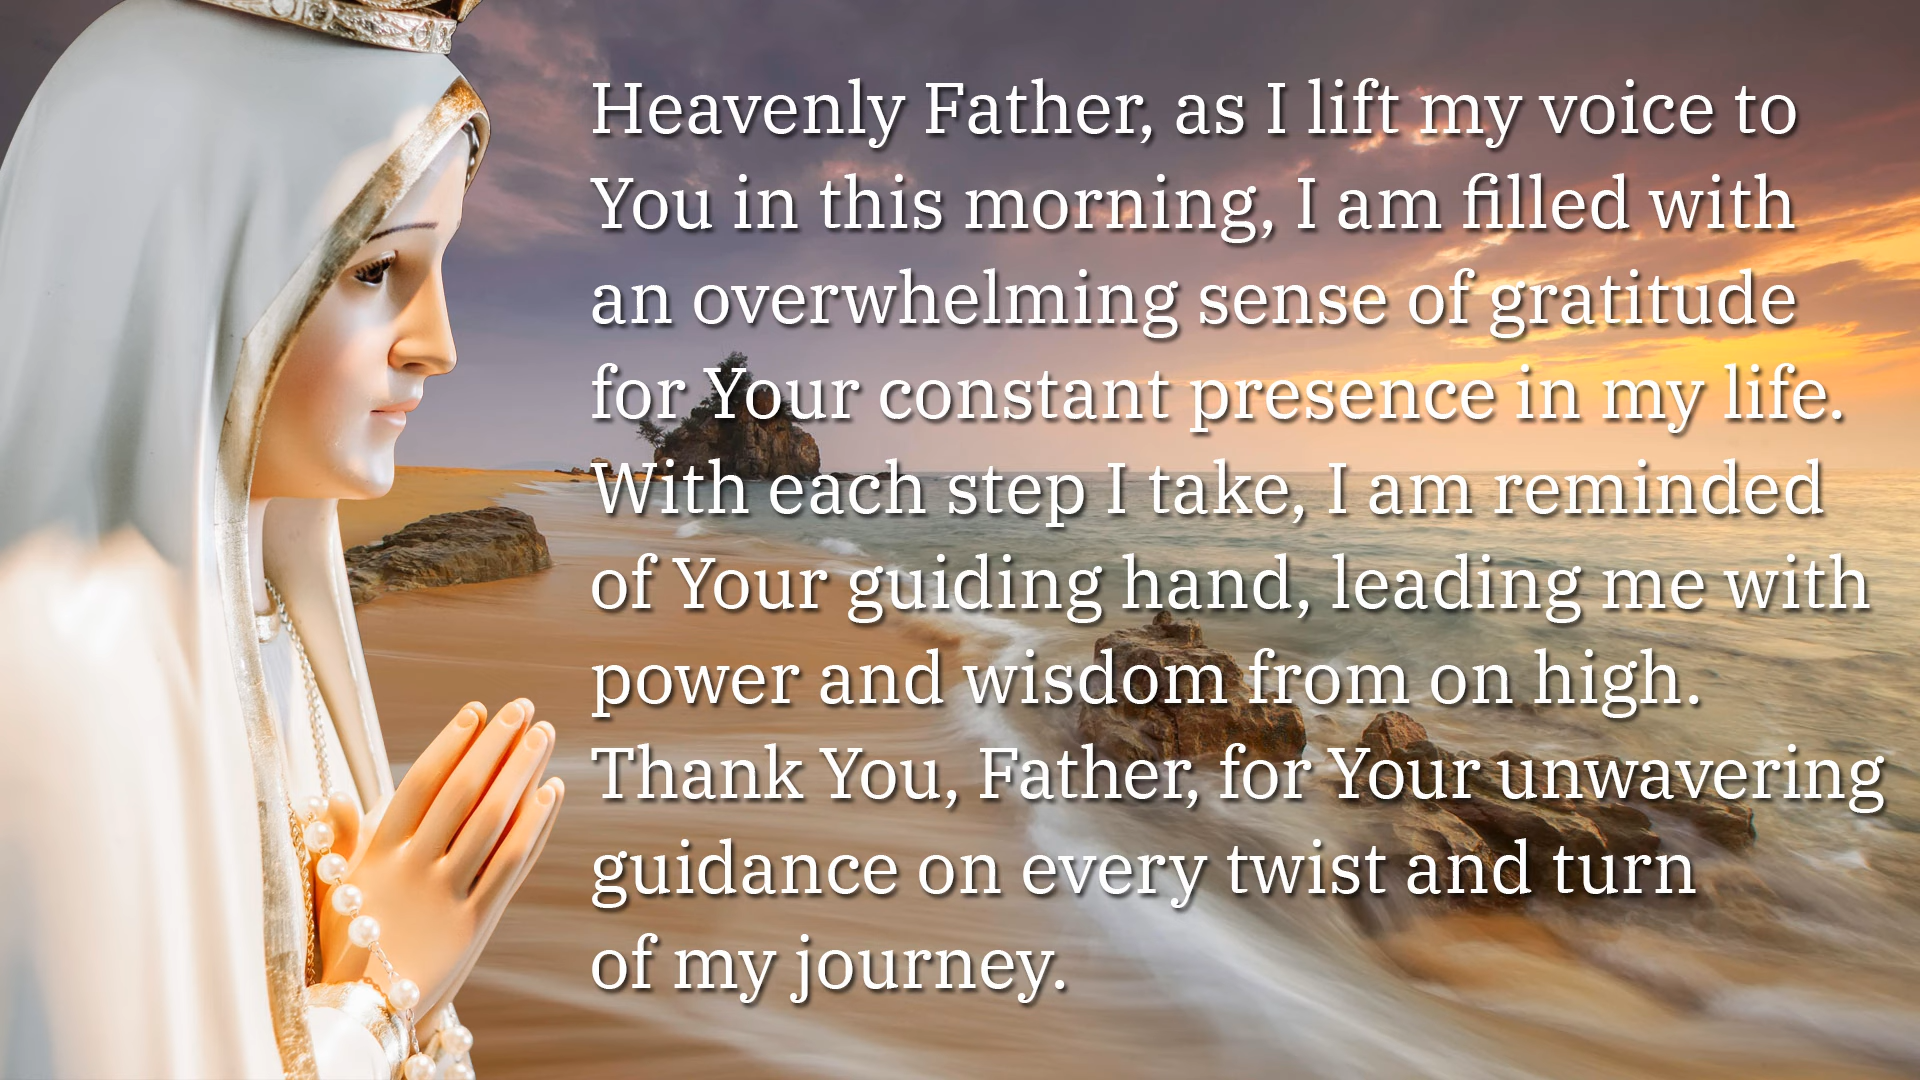 Heavenly Father, as I lift my voice to
You in this morning, I am filled with
an overwhelming sense of gratitude
for Your constant presence in my life.
With each step I take, I am reminded
of Your guiding hand, leading me with
power and wisdom from on high.
Thank You, Father, for Your unwavering
guidance on every twist and turn
of my journey.